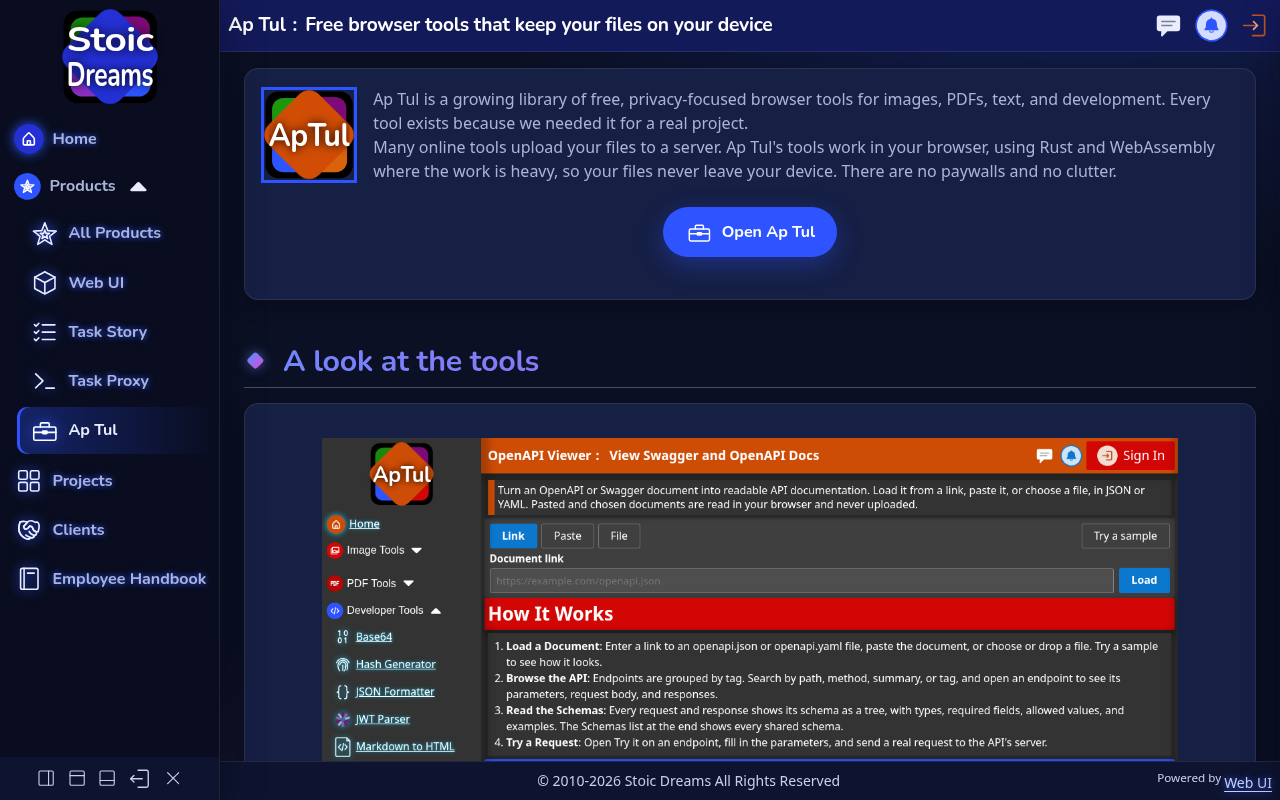 Stoic
Dreams
Ap Tul : Free browser tools that keep your files on your device
Home
Products
All Products
Web UI
Task Story
Task Proxy
Ap Tul
Projects
Clients
Employee Handbook
ApTul
Ap Tul is a growing library of free, privacy-focused browser tools for images, PDFs, text, and development. Every
tool exists because we needed it for a real project.
Many online tools upload your files to a server. Ap Tul's tools work in your browser, using Rust and WebAssembly
where the work is heavy, so your files never leave your device. There are no paywalls and no clutter.
Open Ap Tul
A look at the tools
ApTul
Home
Image Tools
PDF
PDF Tools
Developer Tools
Base64
Hash Generator
JSON Formatter
JWT Parser
Markdown to HTML
OpenAPI Viewer : View Swagger and OpenAPI Docs
Sign In
Turn an OpenAPI or Swagger document into readable API documentation. Load it from a link, paste it, or choose a file, in JSON or
YAML. Pasted and chosen documents are read in your browser and never uploaded.
Link
Paste
File
Try a sample
Document link
https://example.com/openapi.json
Load
How It Works
1. Load a Document: Enter a link to an openapi.json or openapi.yaml file, paste the document, or choose or drop a file. Try a sample
to see how it looks.
2. Browse the API: Endpoints are grouped by tag. Search by path, method, summary, or tag, and open an endpoint to see its
parameters, request body, and responses.
3. Read the Schemas: Every request and response shows its schema as a tree, with types, required fields, allowed values, and
examples. The Schemas list at the end shows every shared schema.
4. Try a Request: Open Try it on an endpoint, fill in the parameters, and send a real request to the API's server.
© 2010-2026 Stoic Dreams All Rights Reserved
Powered by Web UI